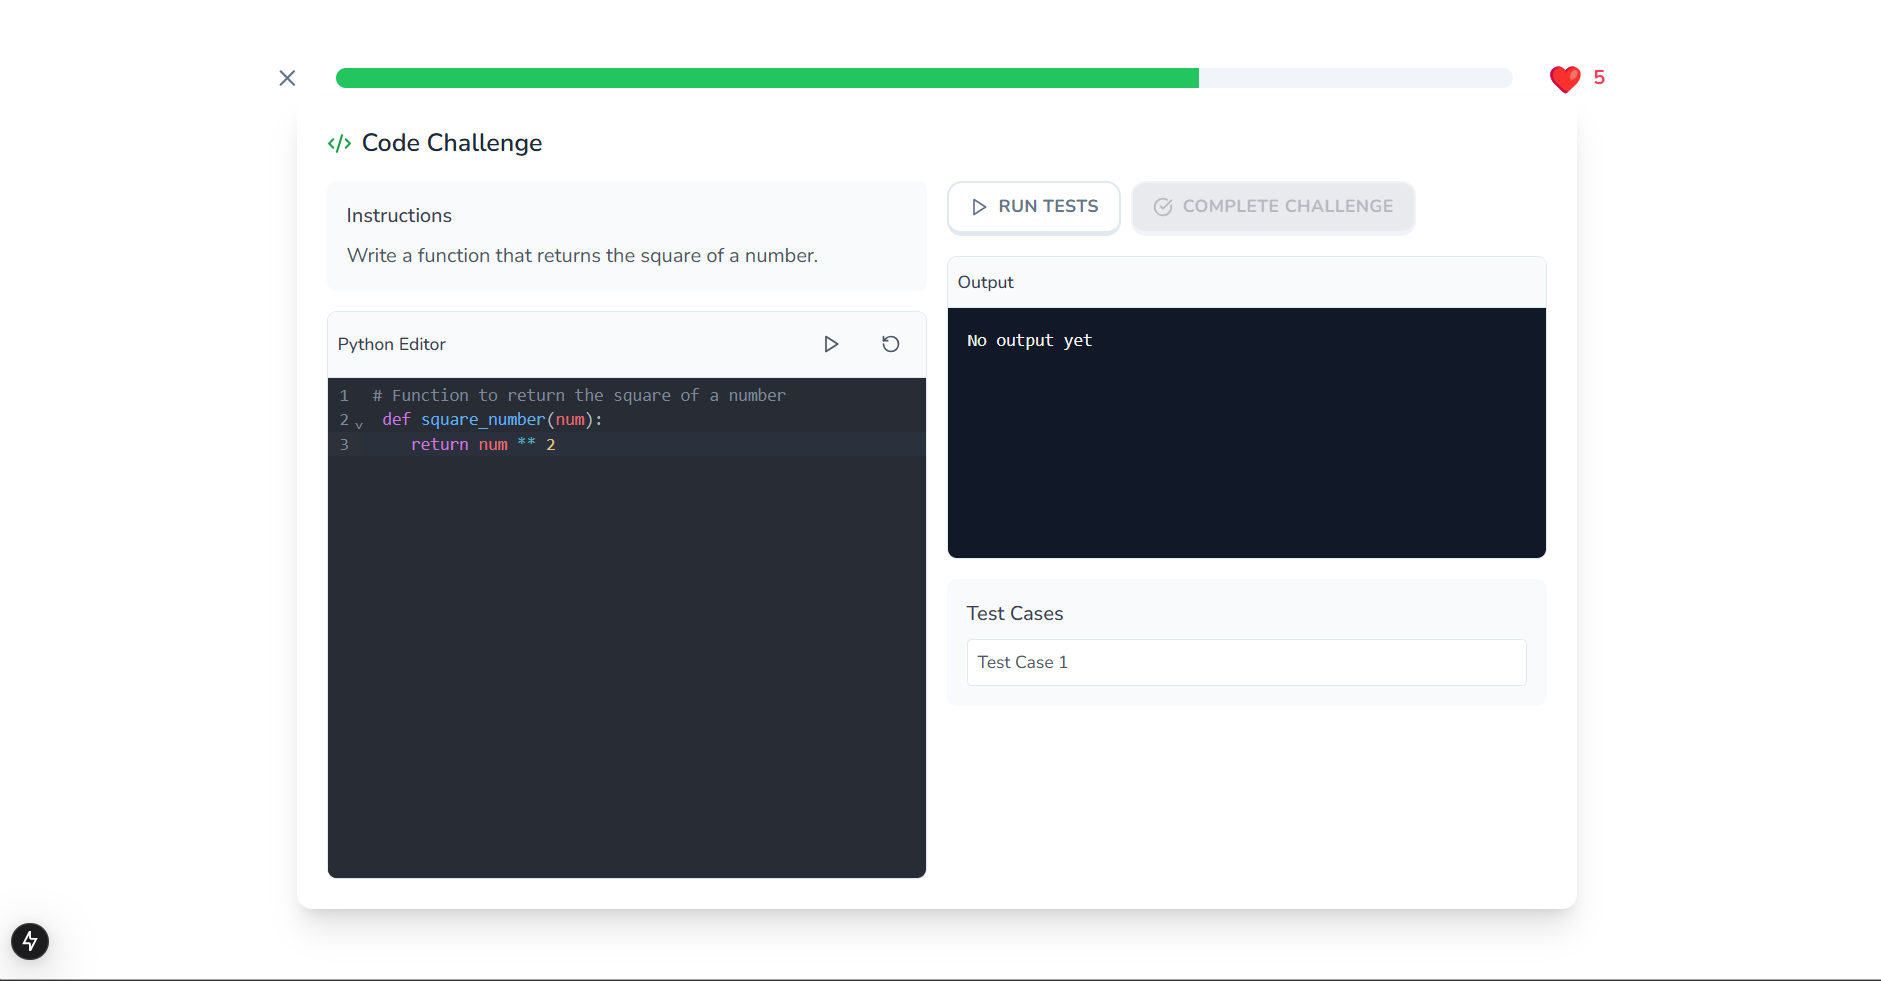 5
</> Code Challenge
Instructions
Write a function that returns the square of a number.
Python Editor
1 # Function to return the square of a number
2 def square_number(num):
3 return num ** 2
RUN TESTS
COMPLETE CHALLENGE
Output
No output yet
Test Cases
Test Case 1